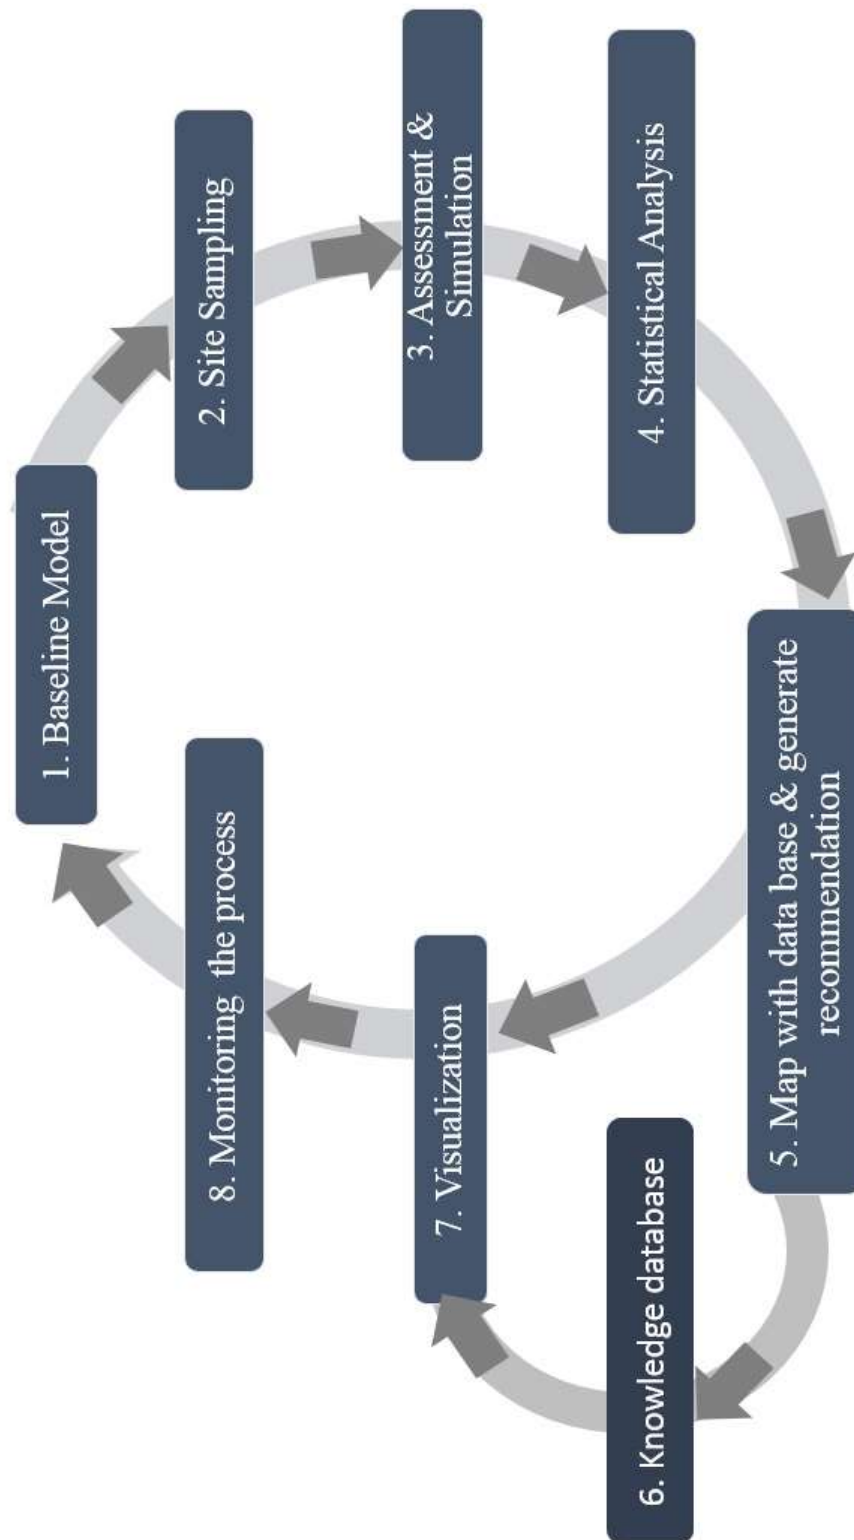 1. Baseline Model
2. Site Sampling
3. Assessment &
Simulation
4. Statistical Analysis
5. Map with data base & generate
recommendation
6. Knowledge database
7. Visualization
8. Monitoring  the process